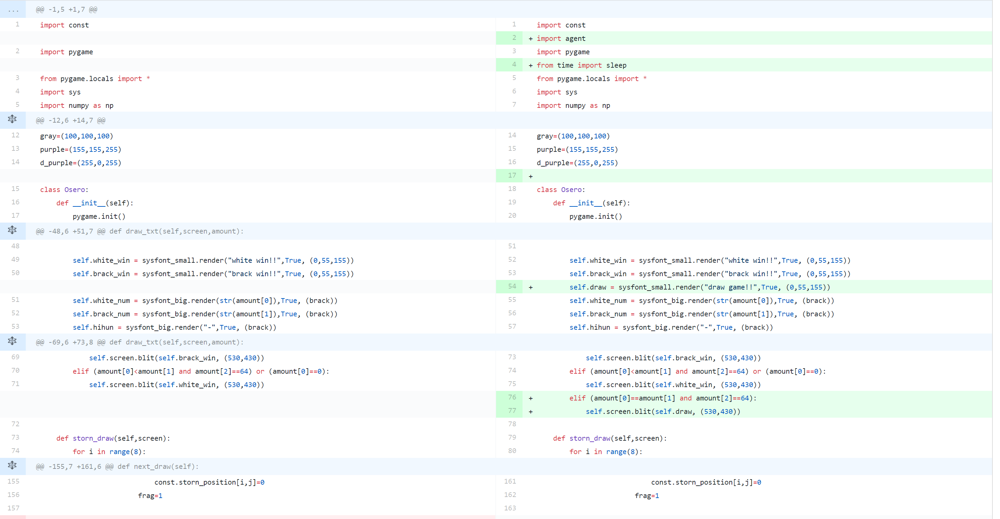 ... @@ -1,5 +1,7 @@
1 import const 1 import const
2 + import agent
2 import pygame 3 import pygame
4 + from time import sleep
3 from pygame.locals import * 5 from pygame.locals import *
4 import sys 6 import sys
5 import numpy as np 7 import numpy as np
@@ -12,6 +14,7 @@
12 gray=(100,100,100) 14 gray=(100,100,100)
13 purple=(155,155,255) 15 purple=(155,155,255)
14 d_purple=(255,0,255) 16 d_purple=(255,0,255)
17 +
15 class Osero: 18 class Osero:
16 def __init__(self): 19 def __init__(self):
17 pygame.init() 20 pygame.init()
@@ -48,6 +51,7 @@ def draw_txt(self,screen,amount):
48 51
49 self.white_win = sysfont_small.render("white win!!",True, (0,55,155)) 52 self.white_win = sysfont_small.render("white win!!",True, (0,55,155))
50 self.brack_win = sysfont_small.render("brack win!!",True, (0,55,155)) 53 self.brack_win = sysfont_small.render("brack win!!",True, (0,55,155))
54 + self.draw = sysfont_small.render("draw game!!",True, (0,55,155))
51 self.white_num = sysfont_big.render(str(amount[0]),True, (brack)) 55 self.white_num = sysfont_big.render(str(amount[0]),True, (brack))
52 self.brack_num = sysfont_big.render(str(amount[1]),True, (brack)) 56 self.brack_num = sysfont_big.render(str(amount[1]),True, (brack))
53 self.hihun = sysfont_big.render("-",True, (brack)) 57 self.hihun = sysfont_big.render("-",True, (brack))
@@ -69,6 +73,8 @@ def draw_txt(self,screen,amount):
69 self.screen.blit(self.brack_win, (530,430)) 73 self.screen.blit(self.brack_win, (530,430))
70 elif (amount[0]<amount[1] and amount[2]==64) or (amount[0]==0): 74 elif (amount[0]<amount[1] and amount[2]==64) or (amount[0]==0):
71 self.screen.blit(self.white_win, (530,430)) 75 self.screen.blit(self.white_win, (530,430))
76 + elif (amount[0]==amount[1] and amount[2]==64):
77 + self.screen.blit(self.draw, (530,430))
72 78
73 def storn_draw(self,screen): 79 def storn_draw(self,screen):
74 for i in range(8): 80 for i in range(8):
@@ -155,7 +161,6 @@ def next_draw(self):
155 const.storn_position[i,j]=0 161 const.storn_position[i,j]=0
156 frag=1 162 frag=1
157 163